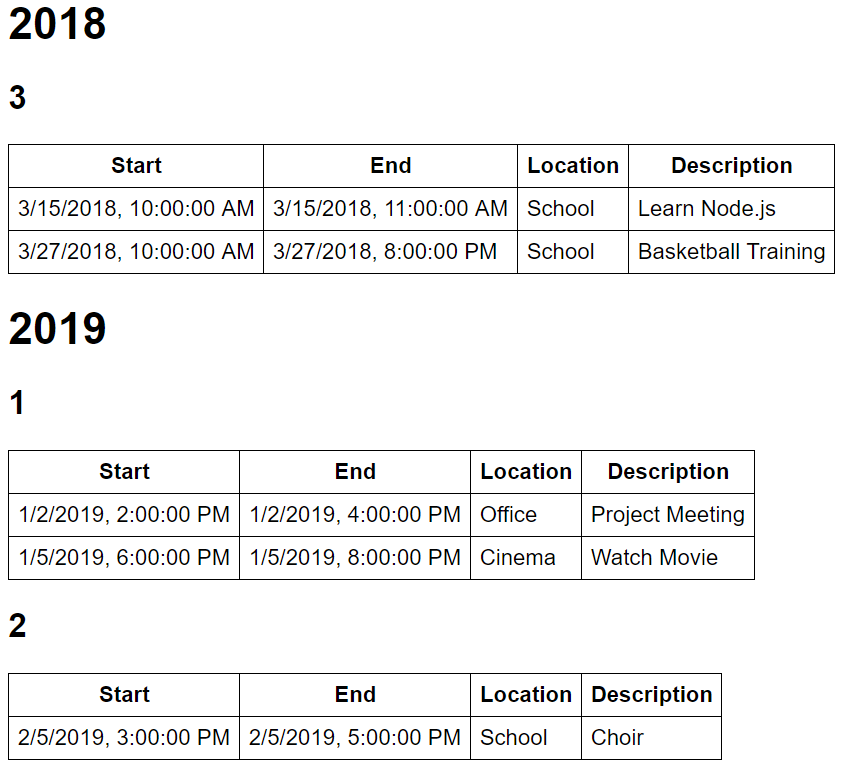 2018
3
Start End Location Description
3/15/2018, 10:00:00 AM 3/15/2018, 11:00:00 AM School Learn Node.js
3/27/2018, 10:00:00 AM 3/27/2018, 8:00:00 PM School Basketball Training
2019
1
Start End Location Description
1/2/2019, 2:00:00 PM 1/2/2019, 4:00:00 PM Office Project Meeting
1/5/2019, 6:00:00 PM 1/5/2019, 8:00:00 PM Cinema Watch Movie
2
Start End Location Description
2/5/2019, 3:00:00 PM 2/5/2019, 5:00:00 PM School Choir